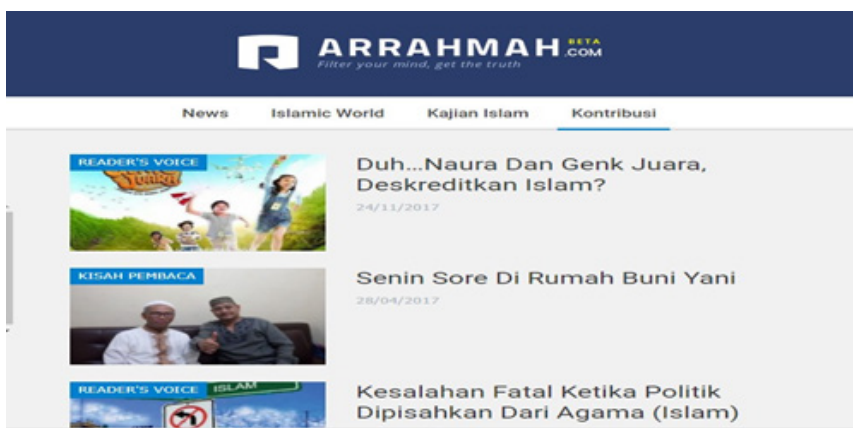 ARRAHMAH .COM BETA
Filter your mind, get the truth
News Islamic World Kajian Islam Kontribusi
READER'S VOICE
Duh...Naura Dan Genk Juara,
Deskreditkan Islam?
24/11/2017
KISAH PEMBACA
Senin Sore Di Rumah Buni Yani
28/04/2017
READER'S VOICE
ISLAM
Kesalahan Fatal Ketika Politik
Dipisahkan Dari Agama (Islam)